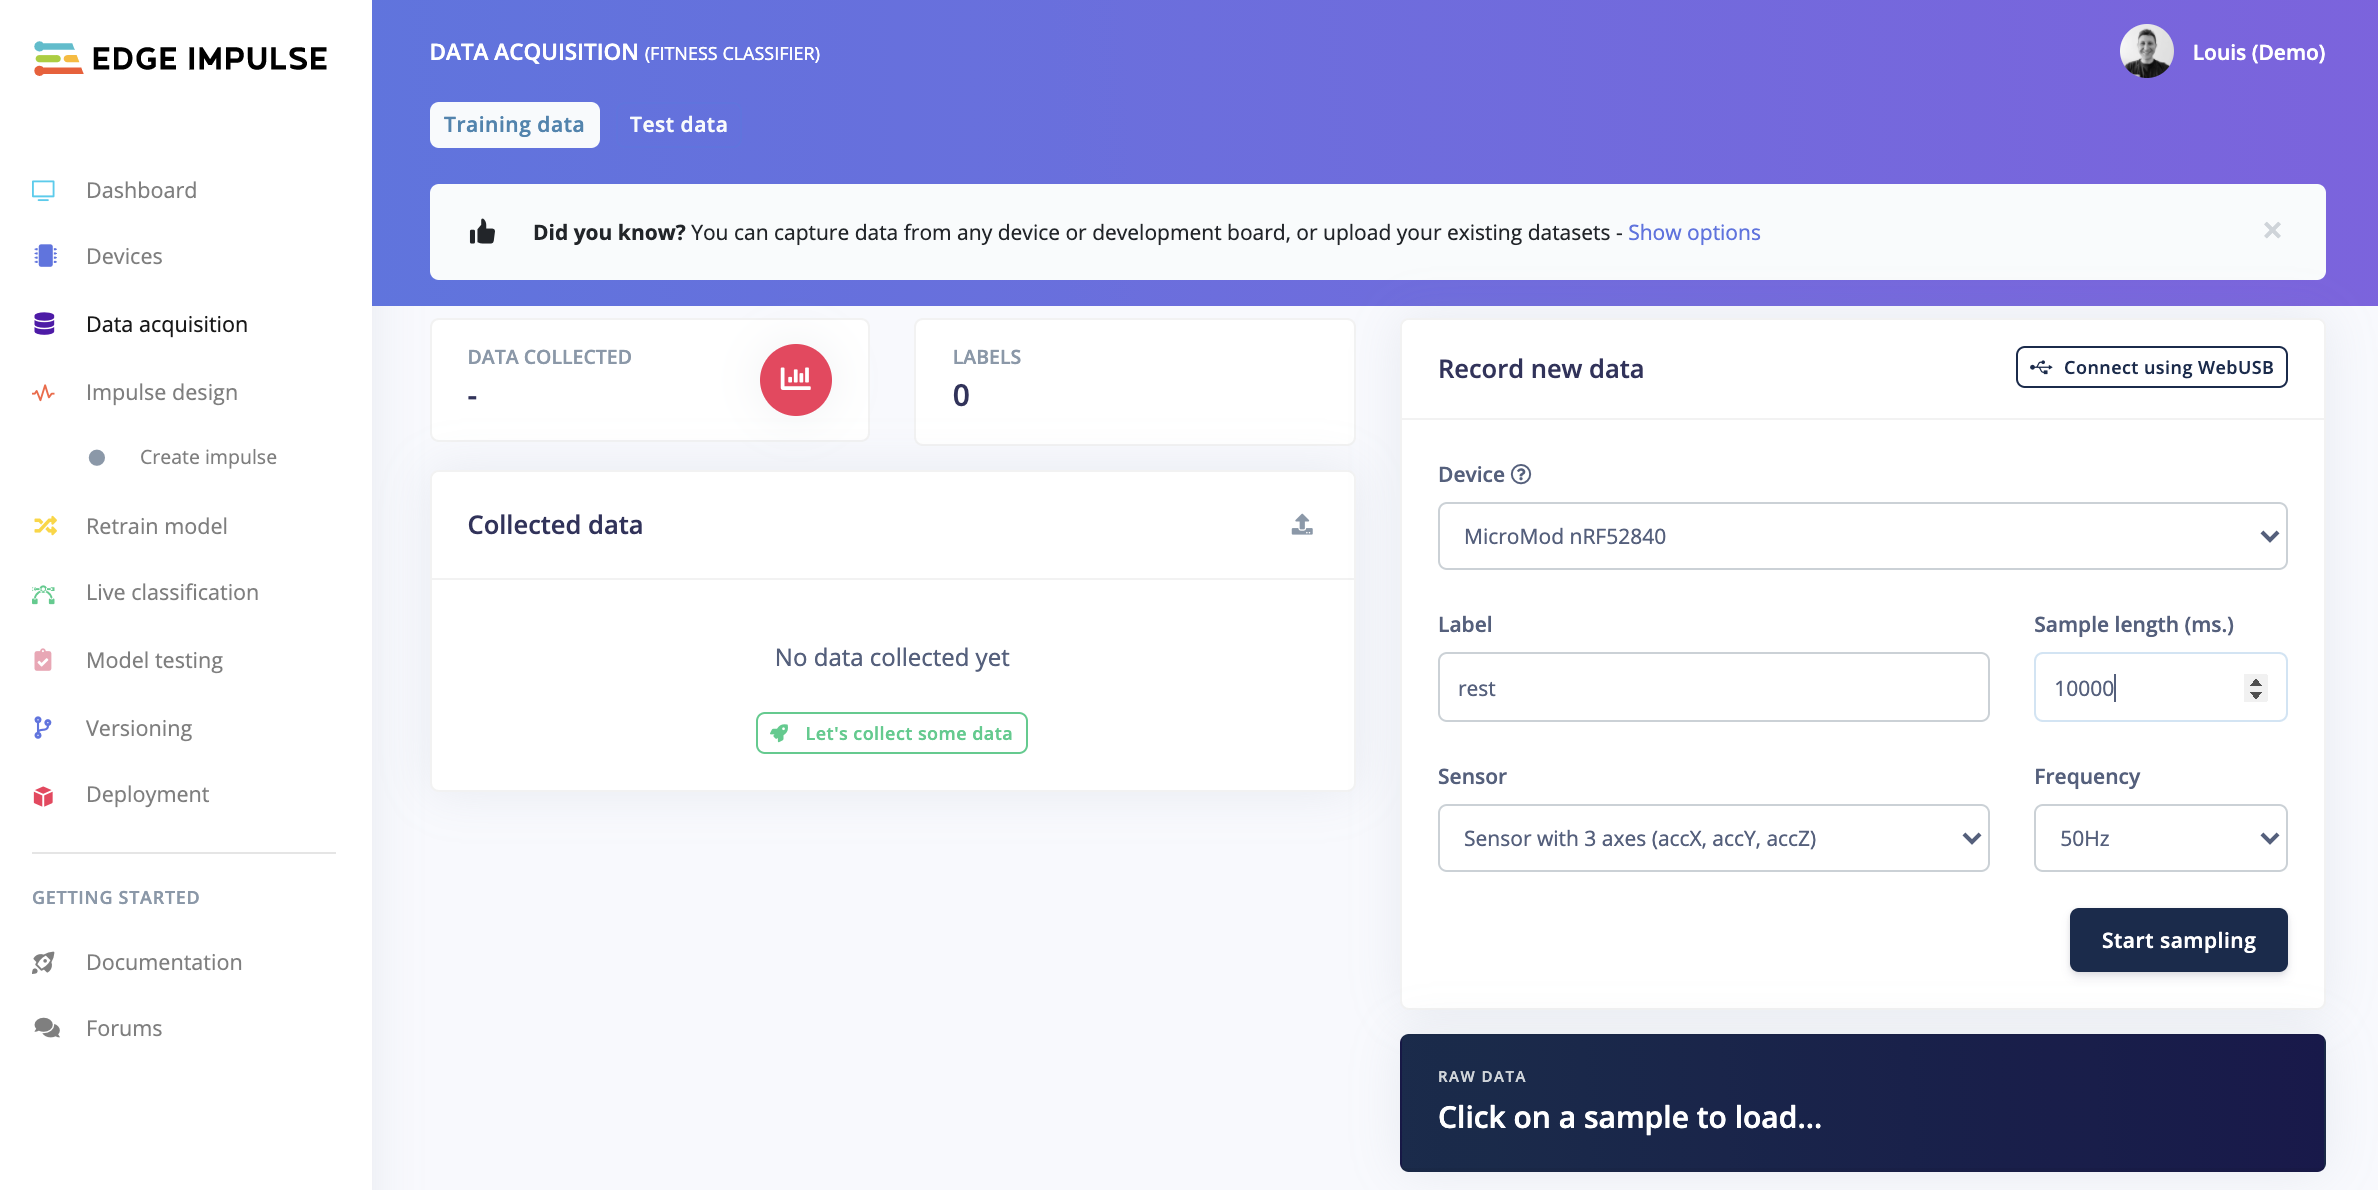 EDGE IMPULSE
Dashboard
Devices
Data acquisition
Impulse design
Create impulse
Retrain model
Live classification
Model testing
Versioning
Deployment
GETTING STARTED
Documentation
Forums
DATA ACQUISITION (FITNESS CLASSIFIER)
Louis (Demo)
Training data
Test data
Did you know? You can capture data from any device or development board, or upload your existing datasets - Show options
DATA COLLECTED
-
LABELS
0
Collected data
No data collected yet
Let's collect some data
Record new data
Connect using WebUSB
Device
MicroMod nRF52840
Label
Sample length (ms.)
rest
10000
Sensor
Frequency
Sensor with 3 axes (accX, accY, accZ)
50Hz
Start sampling
RAW DATA
Click on a sample to load...